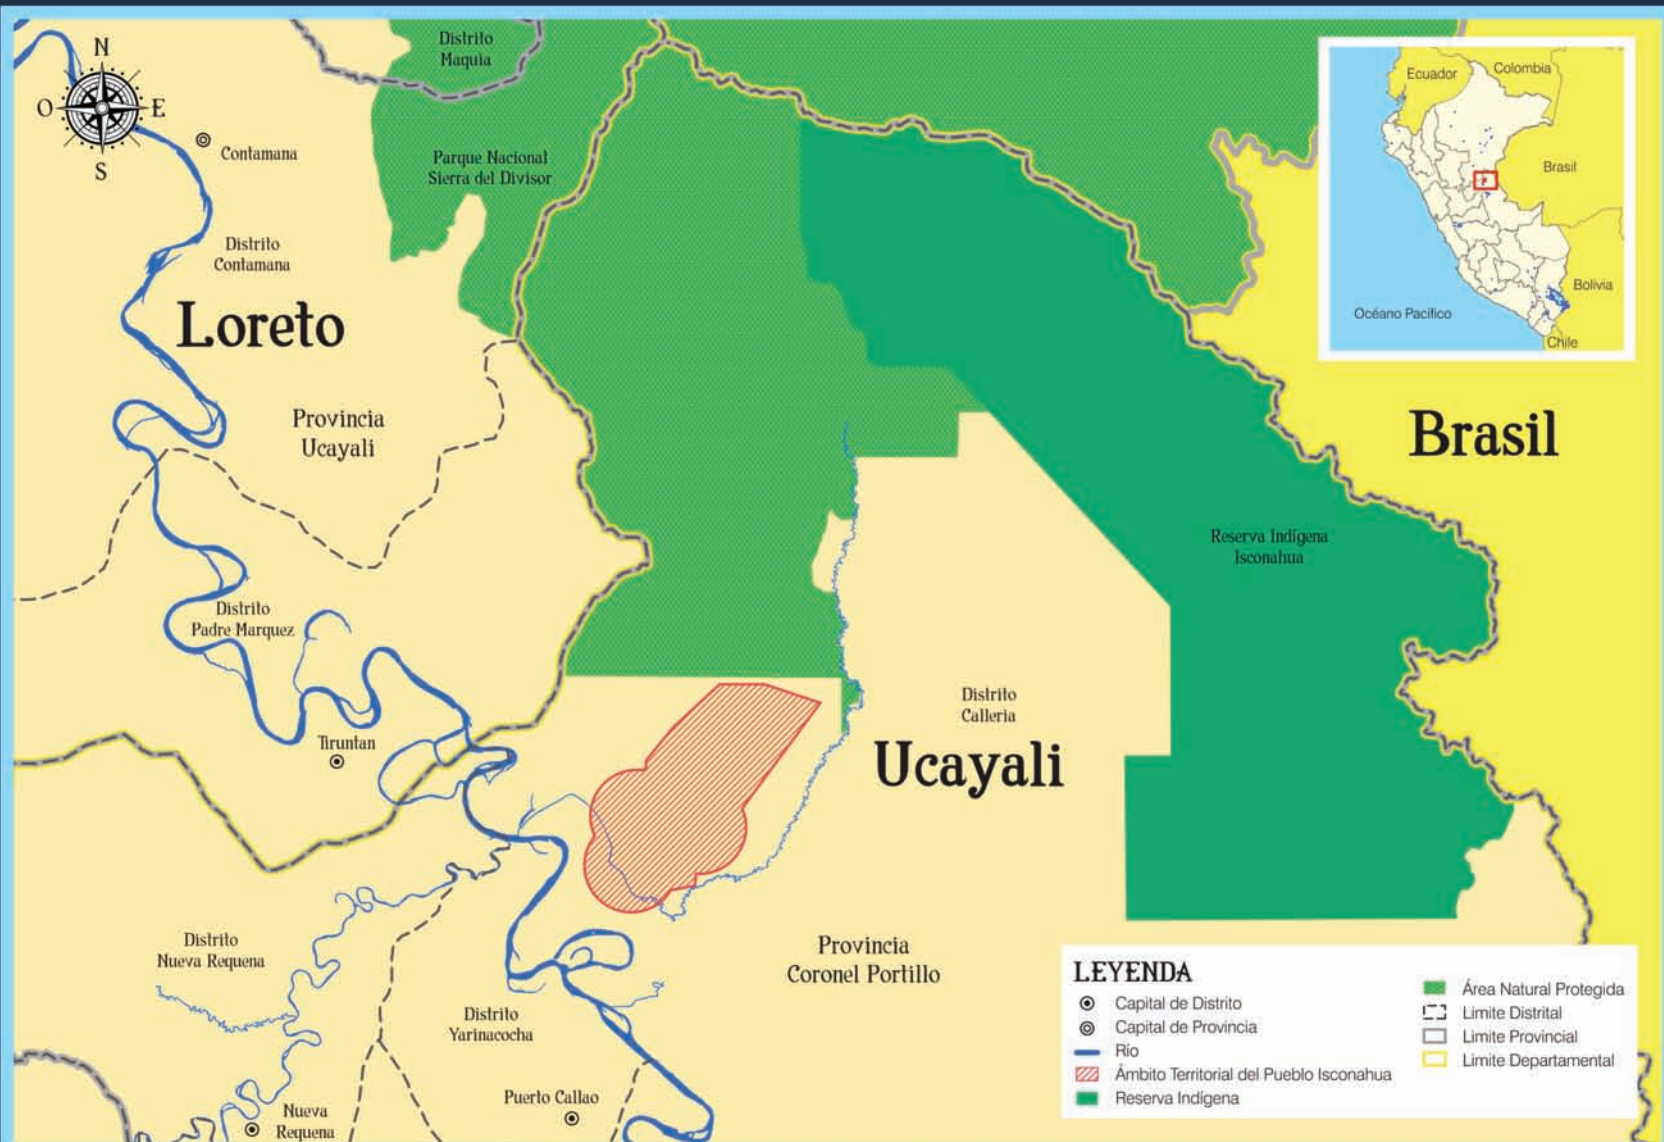 N
O
E
S
Contamana
Distrito
Maquia
Parque Nacional
Sierra del Divisor
Distrito
Contamana
Loreto
Provincia
Ucayali
Distrito
Padre Marquez
Tiruntan
Distrito
Nueva Requena
Nueva
Requena
Distrito
Yarinacocha
Puerto Callao
Distrito
Calleria
Ucayali
Provincia
Coronel Portillo
Reserva Indígena
Isconahua
Brasil
Ecuador
Colombia
Brasil
Bolivia
Océano Pacífico
Chile
LEYENDA
Capital de Distrito
Capital de Provincia
Río
Ámbito Territorial del Pueblo Isconahua
Reserva Indígena
Área Natural Protegida
Limite Distrital
Limite Provincial
Limite Departamental